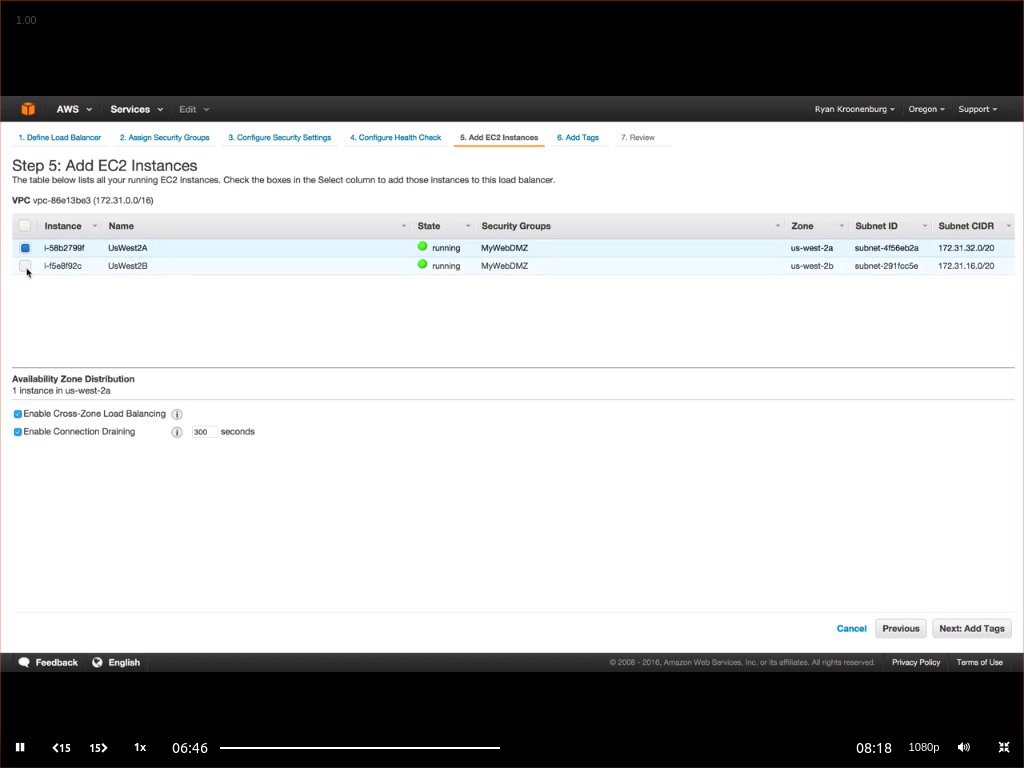 1.00
AWS Services Edit Ryan Kroonenburg Oregon Support
1. Define Load Balancer 2. Assign Security Groups 3. Configure Security Settings 4. Configure Health Check 5. Add EC2 Instances 6. Add Tags 7. Review
Step 5: Add EC2 Instances
The table below lists all your running EC2 Instances. Check the boxes in the Select column to add those instances to this load balancer.
VPC vpc-86e13be3 (172.31.0.0/16)
Instance Name State Security Groups Zone Subnet ID Subnet CIDR
i-58b2799f UsWest2A running MyWebDMZ us-west-2a subnet-4f56eb2a 172.31.32.0/20
i-f5e8f92c UsWest2B running MyWebDMZ us-west-2b subnet-291fcc5e 172.31.16.0/20
Availability Zone Distribution
1 instance in us-west-2a
Enable Cross-Zone Load Balancing i
Enable Connection Draining i 300 seconds
Cancel Previous Next: Add Tags
Feedback English © 2008 - 2016, Amazon Web Services, Inc. or its affiliates. All rights reserved. Privacy Policy Terms of Use
15 15 1x 06:46 08:18 1080p